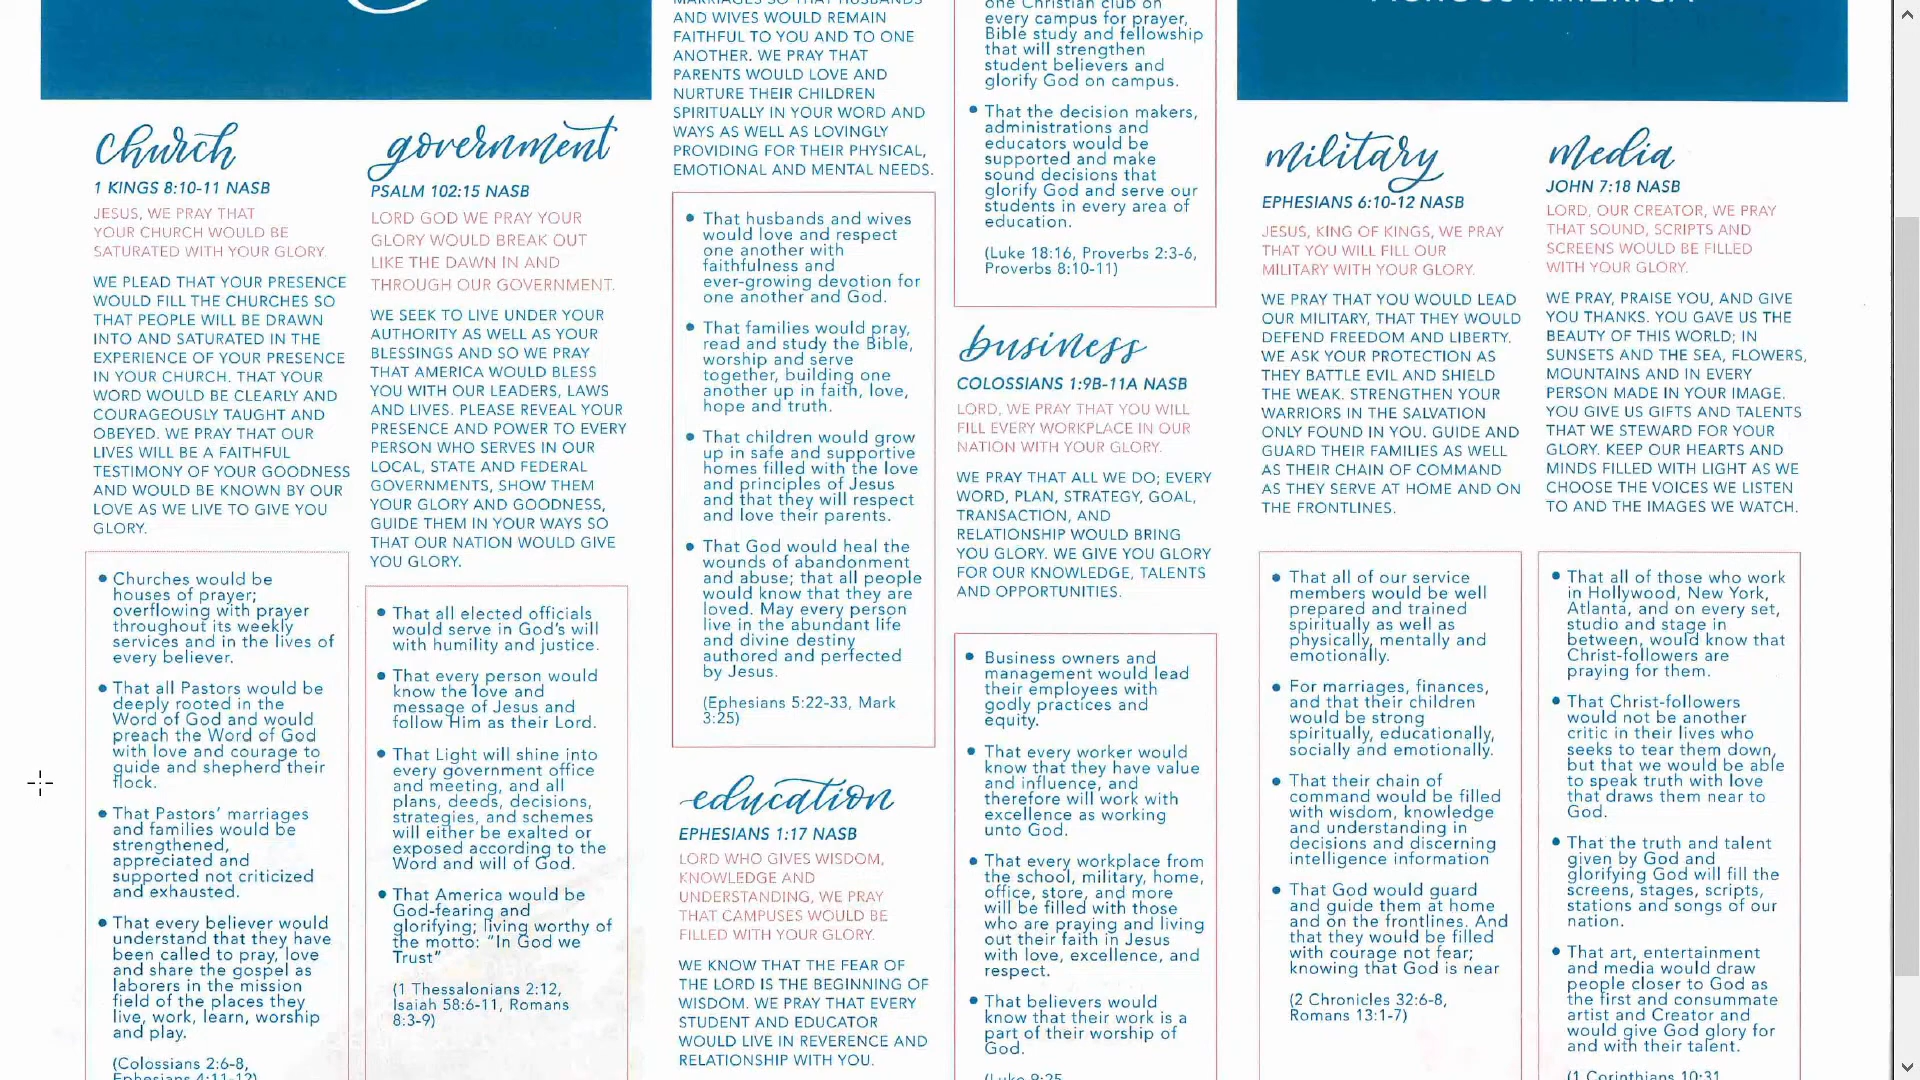 church
1 KINGS 8:10-11 NASB
JESUS, WE PRAY THAT
YOUR CHURCH WOULD BE
SATURATED WITH YOUR GLORY.
WE PLEAD THAT YOUR PRESENCE
WOULD FILL THE CHURCHES SO
THAT PEOPLE WILL BE DRAWN
INTO AND SATURATED IN THE
EXPERIENCE OF YOUR PRESENCE
IN YOUR CHURCH. THAT YOUR
WORD WOULD BE CLEARLY AND
COURAGEOUSLY TAUGHT AND
OBEYED. WE PRAY THAT OUR
LIVES WILL BE A FAITHFUL
TESTIMONY OF YOUR GOODNESS
AND WOULD BE KNOWN BY OUR
LOVE AS WE LIVE TO GIVE YOU
GLORY.
• Churches would be
houses of prayer;
overflowing with prayer
throughout its weekly
services and in the lives of
every believer.
• That all Pastors would be
deeply rooted in the
Word of God and would
preach the Word of God
with love and courage to
guide and shepherd their
flock.
• That Pastors' marriages
and families would be
strengthened,
appreciated and
supported not criticized
and exhausted.
• That every believer would
understand that they have
been called to pray, love
and share the gospel as
laborers in the mission
field of the places they
live, work, learn, worship
and play.
(Colossians 2:6-8,
Ephesians 4:11-12)
government
PSALM 102:15 NASB
LORD GOD WE PRAY YOUR
GLORY WOULD BREAK OUT
LIKE THE DAWN IN AND
THROUGH OUR GOVERNMENT.
WE SEEK TO LIVE UNDER YOUR
AUTHORITY AS WELL AS YOUR
BLESSINGS AND SO WE PRAY
THAT AMERICA WOULD BLESS
YOU WITH OUR LEADERS, LAWS
AND LIVES. PLEASE REVEAL YOUR
PRESENCE AND POWER TO EVERY
PERSON WHO SERVES IN OUR
LOCAL, STATE AND FEDERAL
GOVERNMENTS, SHOW THEM
YOUR GLORY AND GOODNESS,
GUIDE THEM IN YOUR WAYS SO
THAT OUR NATION WOULD GIVE
YOU GLORY.
• That all elected officials
would serve in God's will
with humility and justice.
• That every person would
know the love and
message of Jesus and
follow Him as their Lord.
• That Light will shine into
every government office
and meeting, and all
plans, deeds, decisions,
strategies, and schemes
will either be exalted or
exposed according to the
Word and will of God.
• That America would be
God-fearing and
glorifying; living worthy of
the motto: "In God we
Trust"
(1 Thessalonians 2:12,
Isaiah 58:6-11, Romans
8:3-9)
MARRIAGES SO THAT HUSBANDS
AND WIVES WOULD REMAIN
FAITHFUL TO YOU AND TO ONE
ANOTHER. WE PRAY THAT
PARENTS WOULD LOVE AND
NURTURE THEIR CHILDREN
SPIRITUALLY IN YOUR WORD AND
WAYS AS WELL AS LOVINGLY
PROVIDING FOR THEIR PHYSICAL,
EMOTIONAL AND MENTAL NEEDS.
• That husbands and wives
would love and respect
one another with
faithfulness and
ever-growing devotion for
one another and God.
• That families would pray,
read and study the Bible,
worship and serve
together, building one
another up in faith, love,
hope and truth.
• That children would grow
up in safe and supportive
homes filled with the love
and principles of Jesus
and that they will respect
and love their parents.
• That God would heal the
wounds of abandonment
and abuse; that all people
would know that they are
loved. May every person
live in the abundant life
and divine destiny
authored and perfected
by Jesus.
(Ephesians 5:22-33, Mark
3:25)
education
EPHESIANS 1:17 NASB
LORD WHO GIVES WISDOM,
KNOWLEDGE AND
UNDERSTANDING, WE PRAY
THAT CAMPUSES WOULD BE
FILLED WITH YOUR GLORY.
WE KNOW THAT THE FEAR OF
THE LORD IS THE BEGINNING OF
WISDOM. WE PRAY THAT EVERY
STUDENT AND EDUCATOR
WOULD LIVE IN REVERENCE AND
RELATIONSHIP WITH YOU.
one Christian club on
every campus for prayer,
Bible study and fellowship
that will strengthen
student believers and
glorify God on campus.
• That the decision makers,
administrations and
educators would be
supported and make
sound decisions that
glorify God and serve our
students in every area of
education.
(Luke 18:16, Proverbs 2:3-6,
Proverbs 8:10-11)
business
COLOSSIANS 1:9B-11A NASB
LORD, WE PRAY THAT YOU WILL
FILL EVERY WORKPLACE IN OUR
NATION WITH YOUR GLORY.
WE PRAY THAT ALL WE DO; EVERY
WORD, PLAN, STRATEGY, GOAL,
TRANSACTION, AND
RELATIONSHIP WOULD BRING
YOU GLORY. WE GIVE YOU GLORY
FOR OUR KNOWLEDGE, TALENTS
AND OPPORTUNITIES.
• Business owners and
management would lead
their employees with
godly practices and
equity.
• That every worker would
know that they have value
and influence, and
therefore will work with
excellence as working
unto God.
• That every workplace from
the school, military, home,
office, store, and more
will be filled with those
who are praying and living
out their faith in Jesus
with love, excellence, and
respect.
• That believers would
know that their work is a
part of their worship of
God.
(Luke 9:25,
ACROSS AMERICA
military
EPHESIANS 6:10-12 NASB
JESUS, KING OF KINGS, WE PRAY
THAT YOU WILL FILL OUR
MILITARY WITH YOUR GLORY.
WE PRAY THAT YOU WOULD LEAD
OUR MILITARY, THAT THEY WOULD
DEFEND FREEDOM AND LIBERTY.
WE ASK YOUR PROTECTION AS
THEY BATTLE EVIL AND SHIELD
THE WEAK. STRENGTHEN YOUR
WARRIORS IN THE SALVATION
ONLY FOUND IN YOU. GUIDE AND
GUARD THEIR FAMILIES AS WELL
AS THEIR CHAIN OF COMMAND
AS THEY SERVE AT HOME AND ON
THE FRONTLINES.
• That all of our service
members would be well
prepared and trained
spiritually as well as
physically, mentally and
emotionally.
• For marriages, finances,
and that their children
would be strong
spiritually, educationally,
socially and emotionally.
• That their chain of
command would be filled
with wisdom, knowledge
and understanding in
decisions and discerning
intelligence information
• That God would guard
and guide them at home
and on the frontlines. And
that they would be filled
with courage not fear;
knowing that God is near
(2 Chronicles 32:6-8,
Romans 13:1-7)
media
JOHN 7:18 NASB
LORD, OUR CREATOR, WE PRAY
THAT SOUND, SCRIPTS AND
SCREENS WOULD BE FILLED
WITH YOUR GLORY.
WE PRAY, PRAISE YOU, AND GIVE
YOU THANKS. YOU GAVE US THE
BEAUTY OF THIS WORLD; IN
SUNSETS AND THE SEA, FLOWERS,
MOUNTAINS AND IN EVERY
PERSON MADE IN YOUR IMAGE.
YOU GIVE US GIFTS AND TALENTS
THAT WE STEWARD FOR YOUR
GLORY. KEEP OUR HEARTS AND
MINDS FILLED WITH LIGHT AS WE
CHOOSE THE VOICES WE LISTEN
TO AND THE IMAGES WE WATCH.
• That all of those who work
in Hollywood, New York,
Atlanta, and on every set,
studio and stage in
between, would know that
Christ-followers are
praying for them.
• That Christ-followers
would not be another
critic in their lives who
seeks to tear them down,
but that we would be able
to speak truth with love
that draws them near to
God.
• That the truth and talent
given by God and
glorifying God will fill the
screens, stages, scripts,
stations and songs of our
nation.
• That art, entertainment
and media would draw
people closer to God as
the first and consummate
artist and Creator and
would give God glory for
and with their talent.
(1 Corinthians 10:31